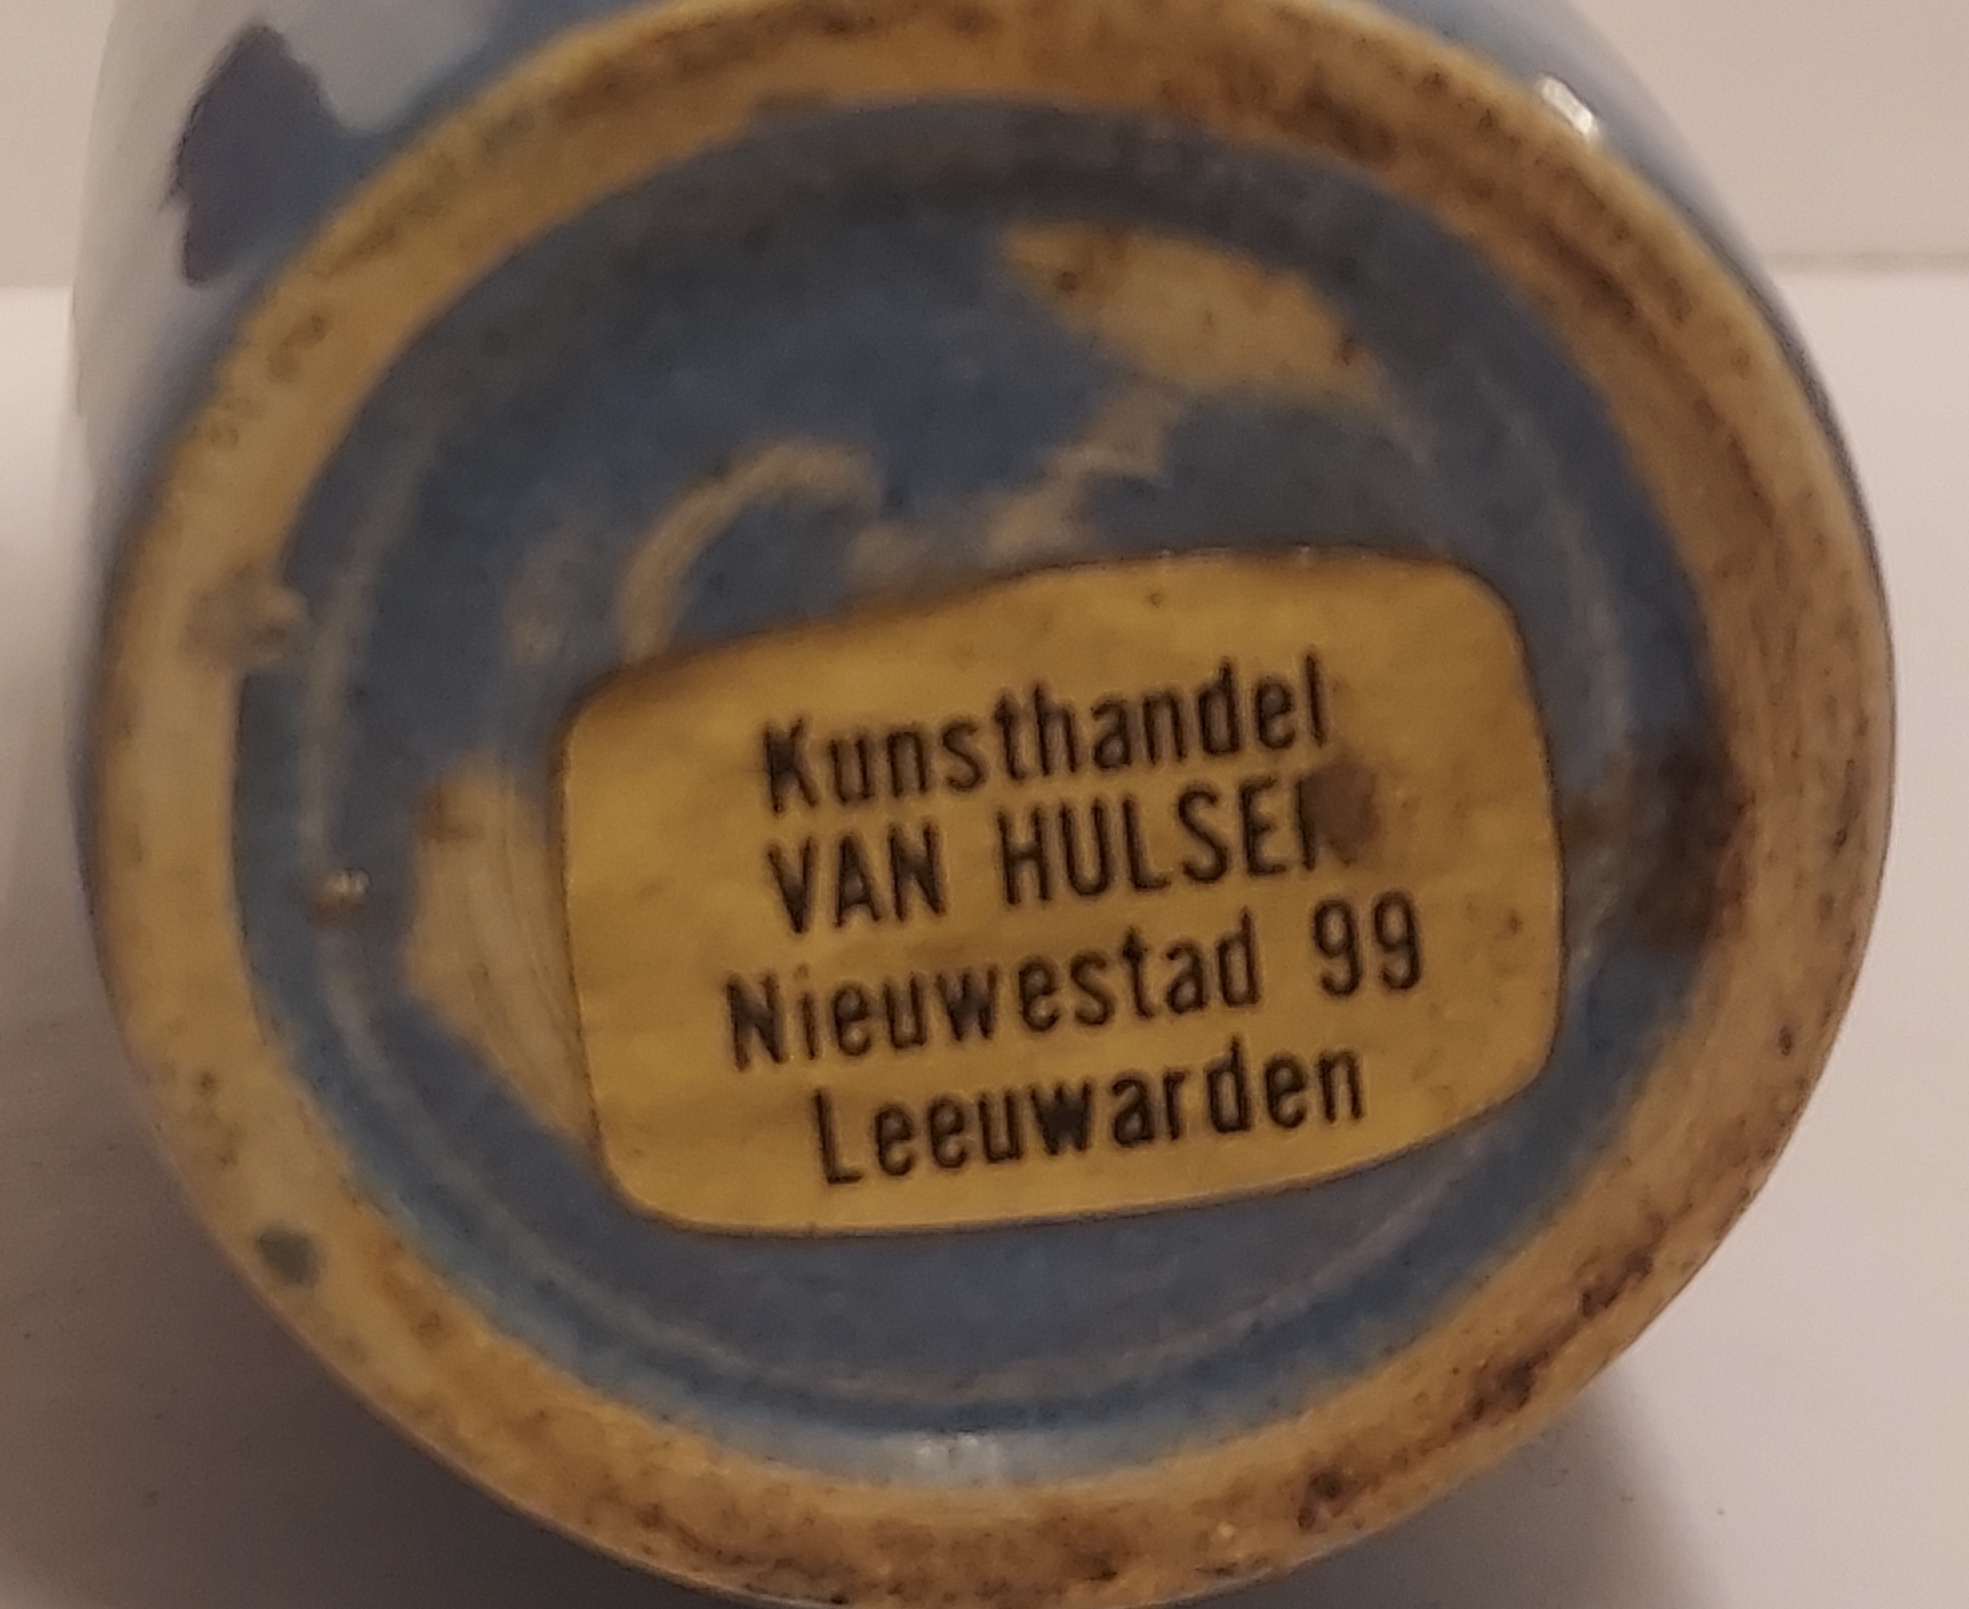 Kunsthandel
VAN HULSEN
Nieuwestad 99
Leeuwarden